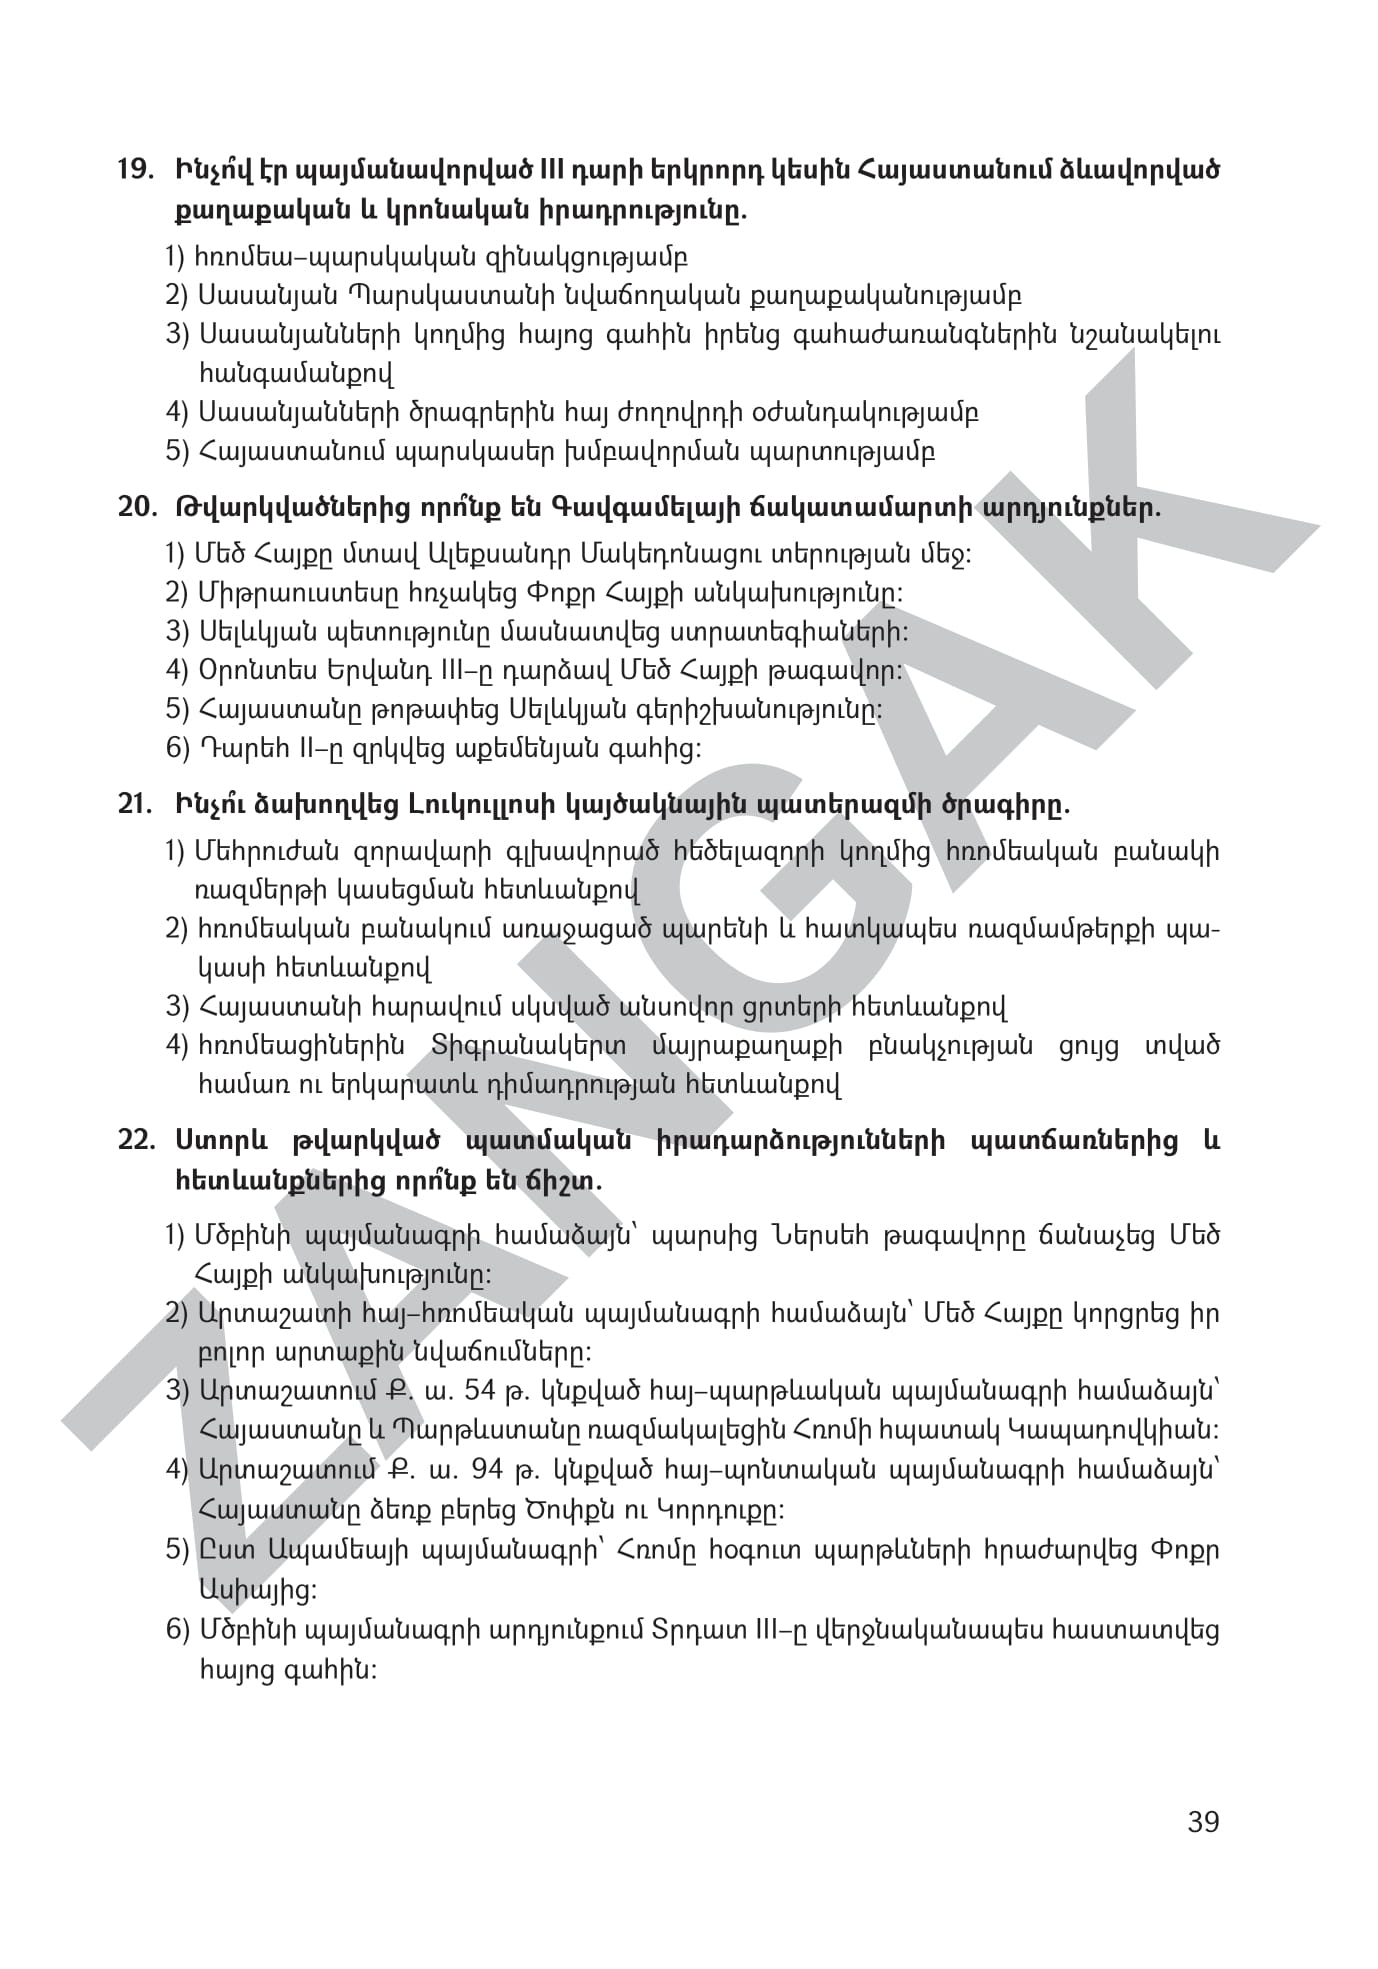 19. Ինչո՞վ էր պայմանավորված III դարի երկրորդ կեսին Հայաստանում ձևավորված
քաղաքական և կրոնական իրադրությունը.
1) հռոմեա–պարսկական զինակցությամբ
2) Սասանյան Պարսկաստանի նվաճողական քաղաքականությամբ
3) Սասանյանների կողմից հայոց գահին իրենց գահաժառանգներին նշանակելու
հանգամանքով
4) Սասանյանների ծրագրերին հայ ժողովրդի օժանդակությամբ
5) Հայաստանում պարսկասեր խմբավորման պարտությամբ
20. Թվարկվածներից որո՞նք են Գավգամելայի ճակատամարտի արդյունքներ.
1) Մեծ Հայքը մտավ Ալեքսանդր Մակեդոնացու տերության մեջ:
2) Միթրաուստեսը հռչակեց Փոքր Հայքի անկախությունը:
3) Սելևկյան պետությունը մասնատվեց ստրատեգիաների:
4) Օրոնտես Երվանդ III–ը դարձավ Մեծ Հայքի թագավոր:
5) Հայաստանը թոթափեց Սելևկյան գերիշխանությունը:
6) Դարեհ II–ը զրկվեց աքեմենյան գահից:
21. Ինչո՞ւ ձախողվեց Լուկուլլոսի կայծակնային պատերազմի ծրագիրը.
1) Մեհրուժան զորավարի գլխավորած հեծելազորի կողմից հռոմեական բանակի
ռազմերթի կասեցման հետևանքով
2) հռոմեական բանակում առաջացած պարենի և հատկապես ռազմամթերքի պա-
կասի հետևանքով
3) Հայաստանի հարավում սկսված անսովոր ցրտերի հետևանքով
4) հռոմեացիներին Տիգրանակերտ մայրաքաղաքի բնակչության ցույց տված
համառ ու երկարատև դիմադրության հետևանքով
22. Ստորև թվարկված պատմական իրադարձությունների պատճառներից և
հետևանքներից որո՞նք են ճիշտ.
1) Մծբինի պայմանագրի համաձայն՝ պարսից Ներսեհ թագավորը ճանաչեց Մեծ
Հայքի անկախությունը:
2) Արտաշատի հայ–հռոմեական պայմանագրի համաձայն՝ Մեծ Հայքը կորցրեց իր
բոլոր արտաքին նվաճումները:
3) Արտաշատում Ք. ա. 54 թ. կնքված հայ–պարթևական պայմանագրի համաձայն՝
Հայաստանը և Պարթևստանը ռազմակալեցին Հռոմի հպատակ Կապադովկիան:
4) Արտաշատում Ք. ա. 94 թ. կնքված հայ–պոնտական պայմանագրի համաձայն՝
Հայաստանը ձեռք բերեց Ծոփքն ու Կորդուքը:
5) Ըստ Ապամեայի պայմանագրի՝ Հռոմը հօգուտ պարթևների հրաժարվեց Փոքր
Ասիայից:
6) Մծբինի պայմանագրի արդյունքում Տրդատ III–ը վերջնականապես հաստատվեց
հայոց գահին:
39
ZANGAK